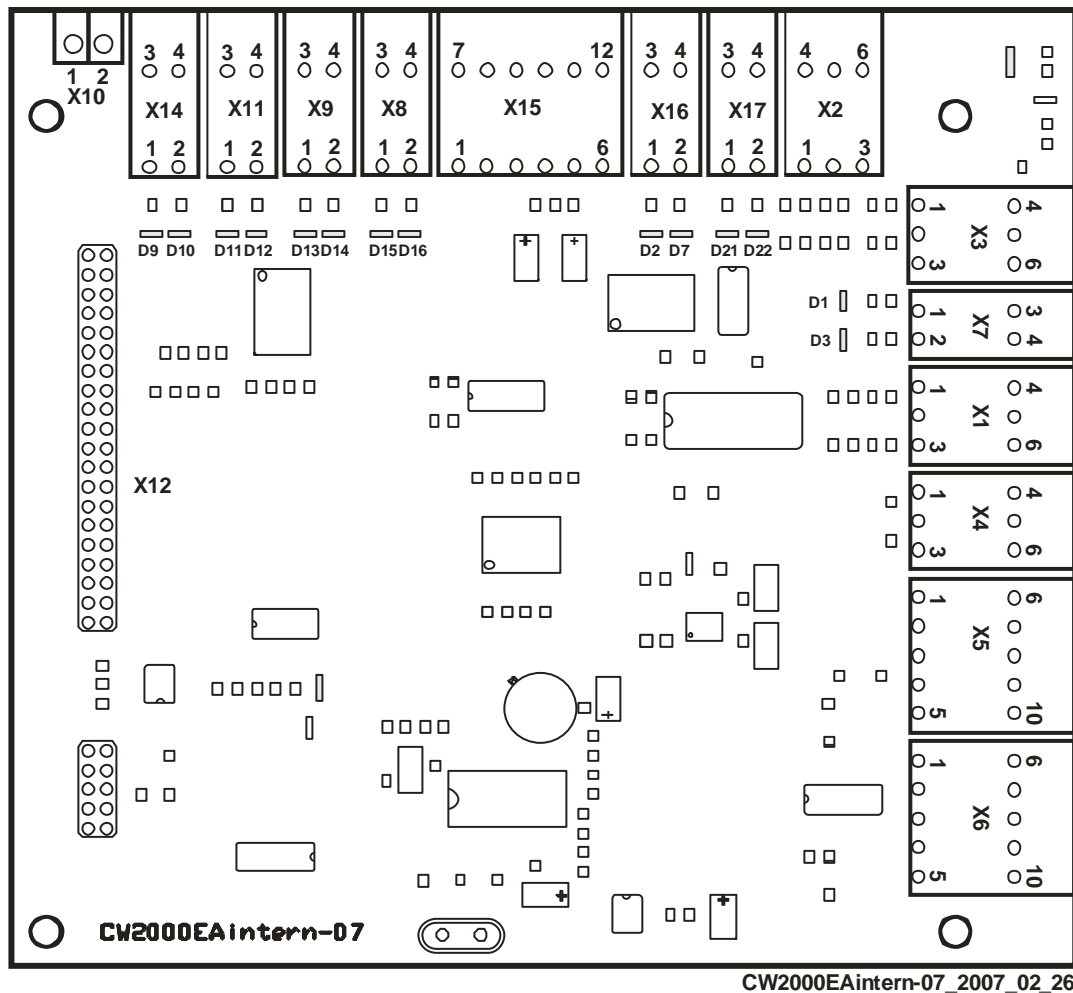 3 4 3 4 3 4 3 4 7 12 3 4 3 4 4 6
1 2
X10
X14 X11 X9 X8 X15 X16 X17 X2
1 2 1 2 1 2 1 2 1 6 1 2 1 2 1 3
1 4
X3
3 6
D9 D10 D11 D12 D13 D14 D15 D16 D2 D7 D21 D22
D1
1 3
X7
D3
2 4
1 4
X1
3 6
X12
1 4
X4
3 6
1 6
X5
5 10
1 6
X6
5 10
CW2000EAintern-07
CW2000EAintern-07_2007_02_26